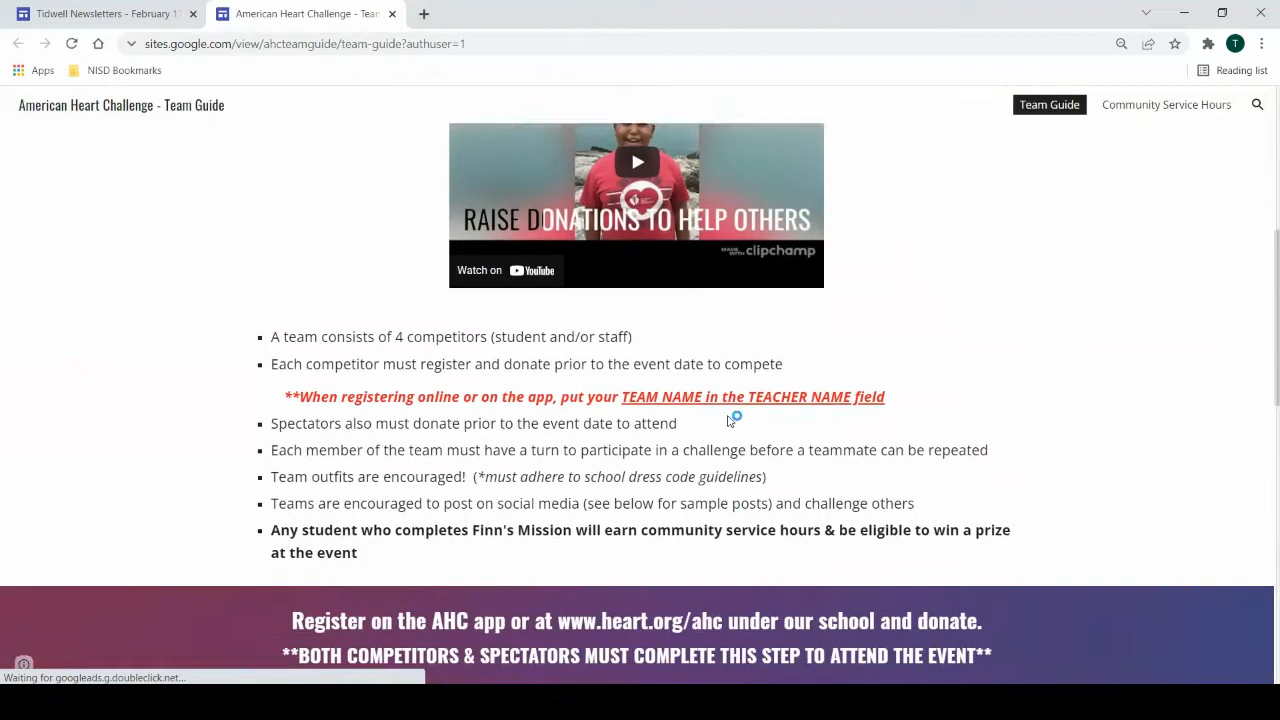 Tidwell Newsletters - February 1
American Heart Challenge - Tean
sites.google.com/view/ahcteamguide/team-guide?authuser=1
T
Apps
NISD Bookmarks
Reading list
American Heart Challenge - Team Guide
Team Guide
Community Service Hours
RAISE DONATIONS TO HELP OTHERS
MADE WITH clipchamp
Watch on YouTube
A team consists of 4 competitors (student and/or staff)
Each competitor must register and donate prior to the event date to compete
**When registering online or on the app, put your TEAM NAME in the TEACHER NAME field
Spectators also must donate prior to the event date to attend
Each member of the team must have a turn to participate in a challenge before a teammate can be repeated
Team outfits are encouraged! (*must adhere to school dress code guidelines)
Teams are encouraged to post on social media (see below for sample posts) and challenge others
Any student who completes Finn's Mission will earn community service hours & be eligible to win a prize
at the event
Register on the AHC app or at www.heart.org/ahc under our school and donate.
**BOTH COMPETITORS & SPECTATORS MUST COMPLETE THIS STEP TO ATTEND THE EVENT**
Waiting for googleads.g.doubleclick.net...